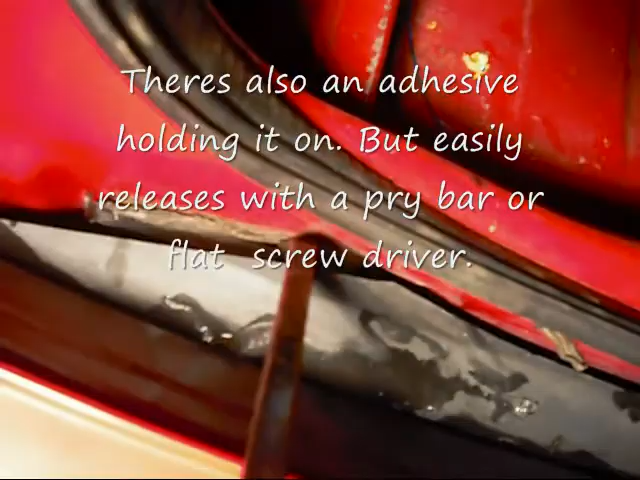 Theres also an adhesive
holding it on. But easily
releases with a pry bar or
flat screw driver.